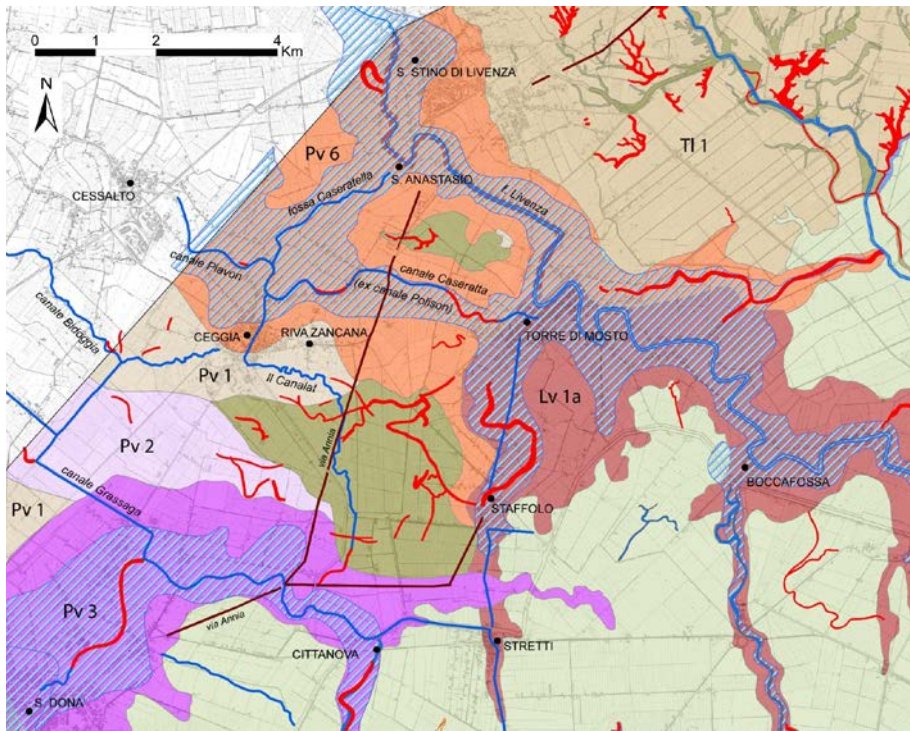 0 1 2 4
Km
N
S. STINO DI LIVENZA
Pv 6
Tl 1
CESSALTO
S. ANASTASIO
fossa Caseratella
f. Livenza
canale Piavon
canale Caseratta
(ex canale Polison)
canale Bidoggia
CEGGIA
RIVA ZANCANA
TORRE DI MOSTO
Pv 1
Il Canalat
Lv 1a
Pv 2
via Annia
BOCCAFOSSA
canale Grassaga
STAFFOLO
Pv 1
Pv 3
via Annia
CITTANOVA
STRETTI
S. DONA